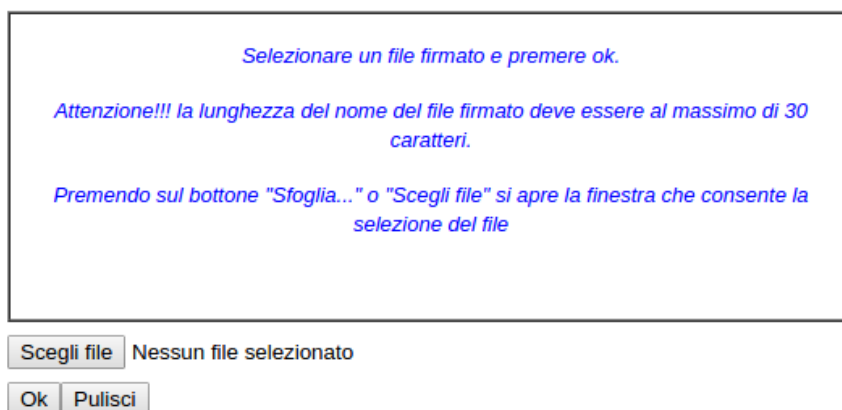 Selezionare un file firmato e premere ok.
Attenzione!!! la lunghezza del nome del file firmato deve essere al massimo di 30
caratteri.
Premendo sul bottone "Sfoglia..." o "Scegli file" si apre la finestra che consente la
selezione del file
Scegli file Nessun file selezionato
Ok Pulisci